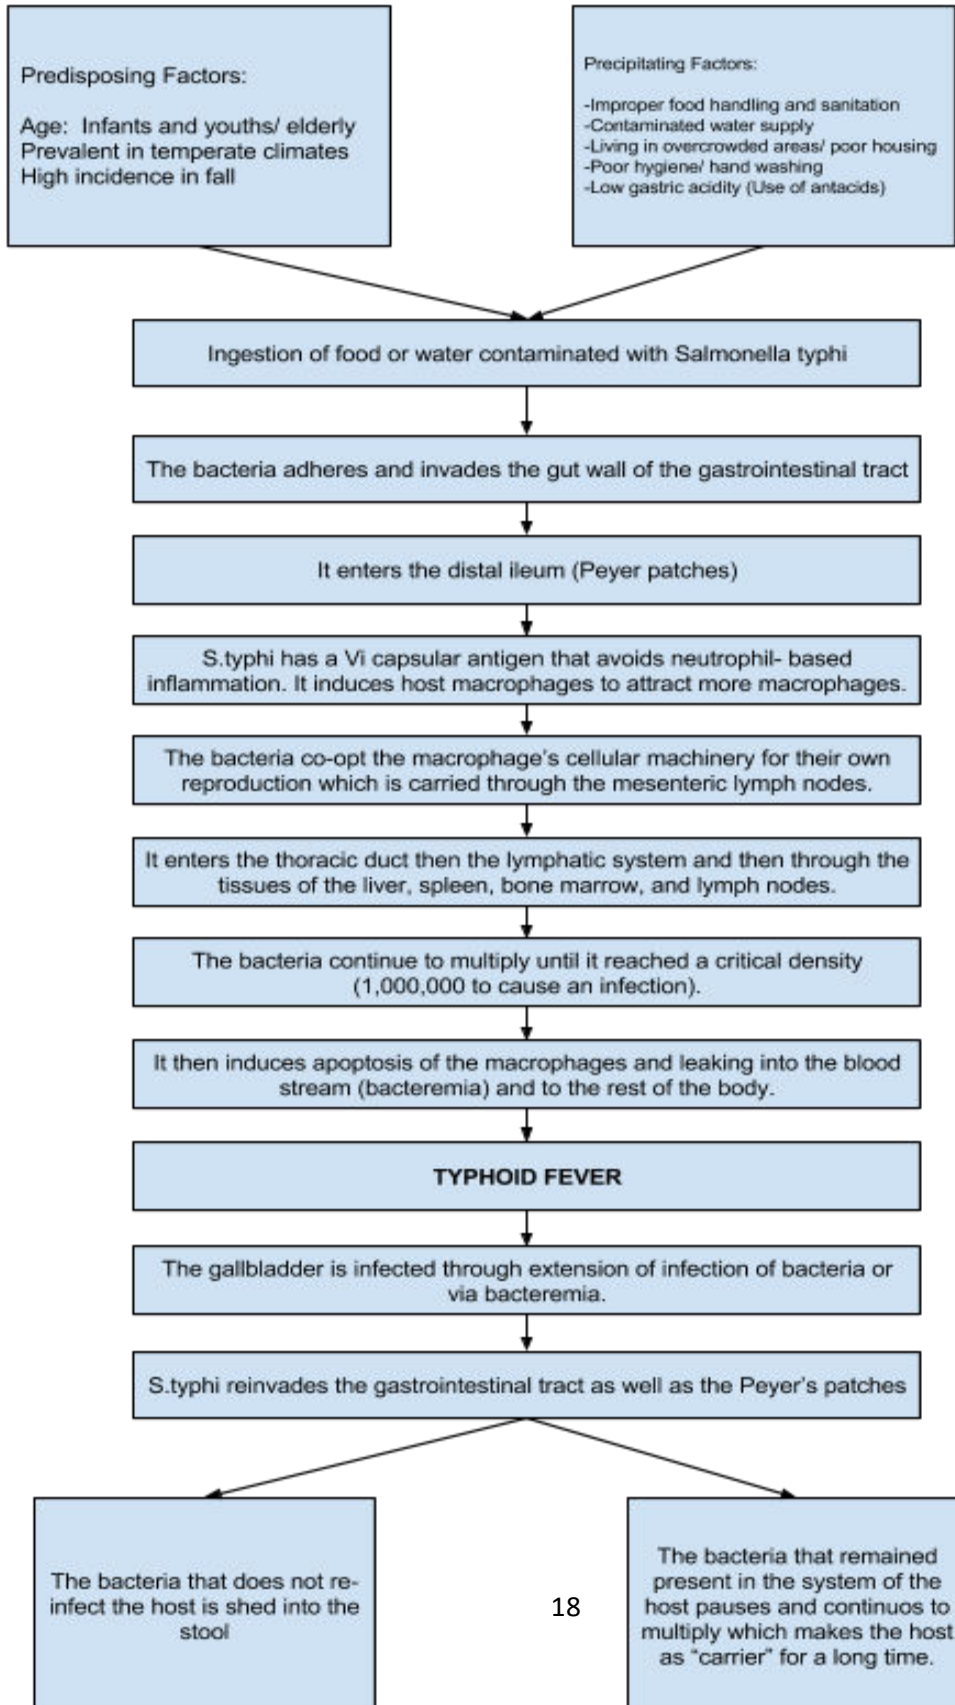 Predisposing Factors:
Age:  Infants and youths/ elderly
Prevalent in temperate climates
High incidence in fall
Precipitating Factors:
-Improper food handling and sanitation
-Contaminated water supply
-Living in overcrowded areas/ poor housing
-Poor hygiene/ hand washing
-Low gastric acidity (Use of antacids)
Ingestion of food or water contaminated with Salmonella typhi
The bacteria adheres and invades the gut wall of the gastrointestinal tract
It enters the distal ileum (Peyer patches)
S.typhi has a Vi capsular antigen that avoids neutrophil- based
inflammation. It induces host macrophages to attract more macrophages.
The bacteria co-opt the macrophage's cellular machinery for their own
reproduction which is carried through the mesenteric lymph nodes.
It enters the thoracic duct then the lymphatic system and then through the
tissues of the liver, spleen, bone marrow, and lymph nodes.
The bacteria continue to multiply until it reached a critical density
(1,000,000 to cause an infection).
It then induces apoptosis of the macrophages and leaking into the blood
stream (bacteremia) and to the rest of the body.
TYPHOID FEVER
The gallbladder is infected through extension of infection of bacteria or
via bacteremia.
S.typhi reinvades the gastrointestinal tract as well as the Peyer's patches
The bacteria that does not re-
infect the host is shed into the
stool
18
The bacteria that remained
present in the system of the
host pauses and continuos to
multiply which makes the host
as "carrier" for a long time.